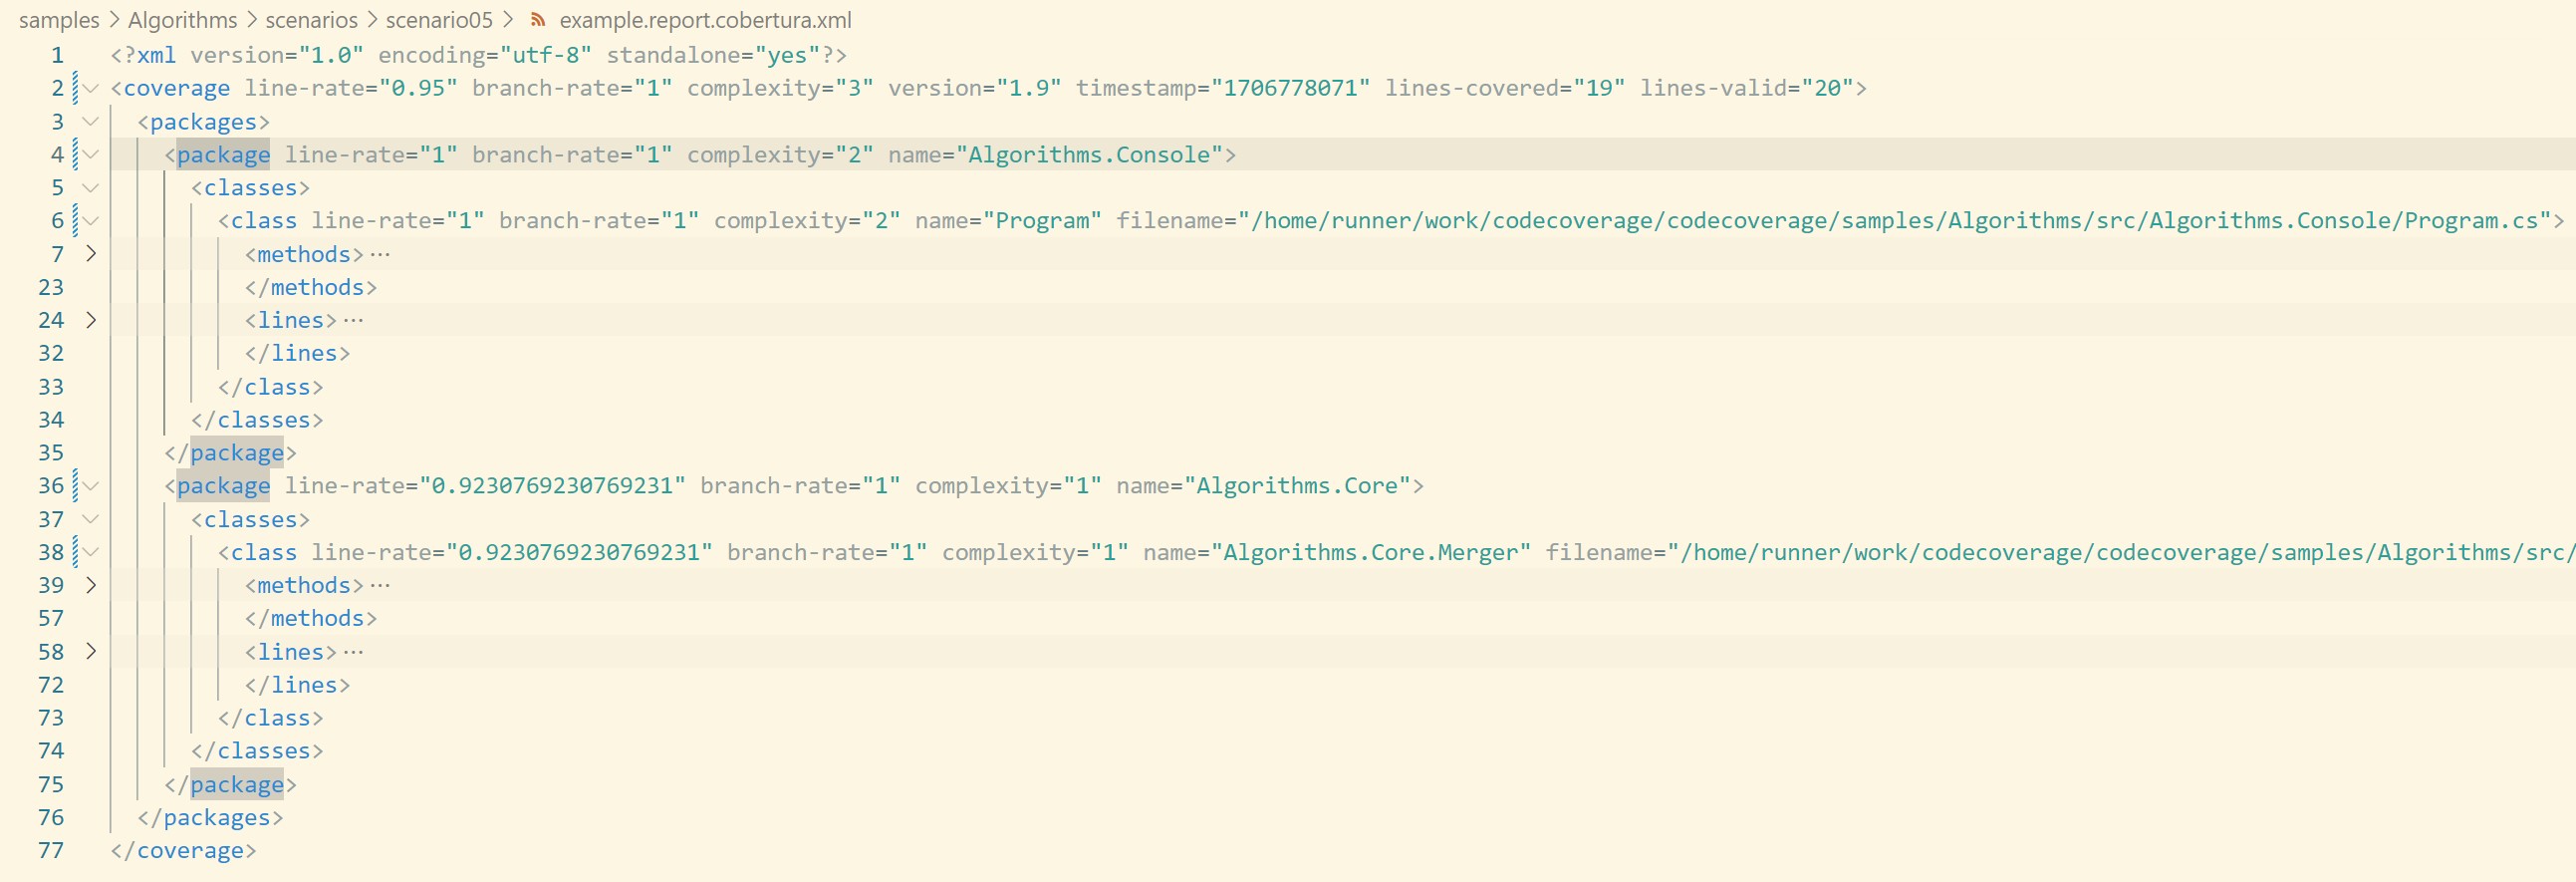 samples > Algorithms > scenarios > scenario05 > example.report.cobertura.xml
1 <?xml version="1.0" encoding="utf-8" standalone="yes"?>
2 <coverage line-rate="0.95" branch-rate="1" complexity="3" version="1.9" timestamp="1706778071" lines-covered="19" lines-valid="20">
3 <packages>
4 <package line-rate="1" branch-rate="1" complexity="2" name="Algorithms.Console">
5 <classes>
6 <class line-rate="1" branch-rate="1" complexity="2" name="Program" filename="/home/runner/work/codecoverage/codecoverage/samples/Algorithms/src/Algorithms.Console/Program.cs">
7 <methods>···
23 </methods>
24 <lines>···
32 </lines>
33 </class>
34 </classes>
35 </package>
36 <package line-rate="0.9230769230769231" branch-rate="1" complexity="1" name="Algorithms.Core">
37 <classes>
38 <class line-rate="0.9230769230769231" branch-rate="1" complexity="1" name="Algorithms.Core.Merger" filename="/home/runner/work/codecoverage/codecoverage/samples/Algorithms/src/
39 <methods>···
57 </methods>
58 <lines>···
72 </lines>
73 </class>
74 </classes>
75 </package>
76 </packages>
77 </coverage>